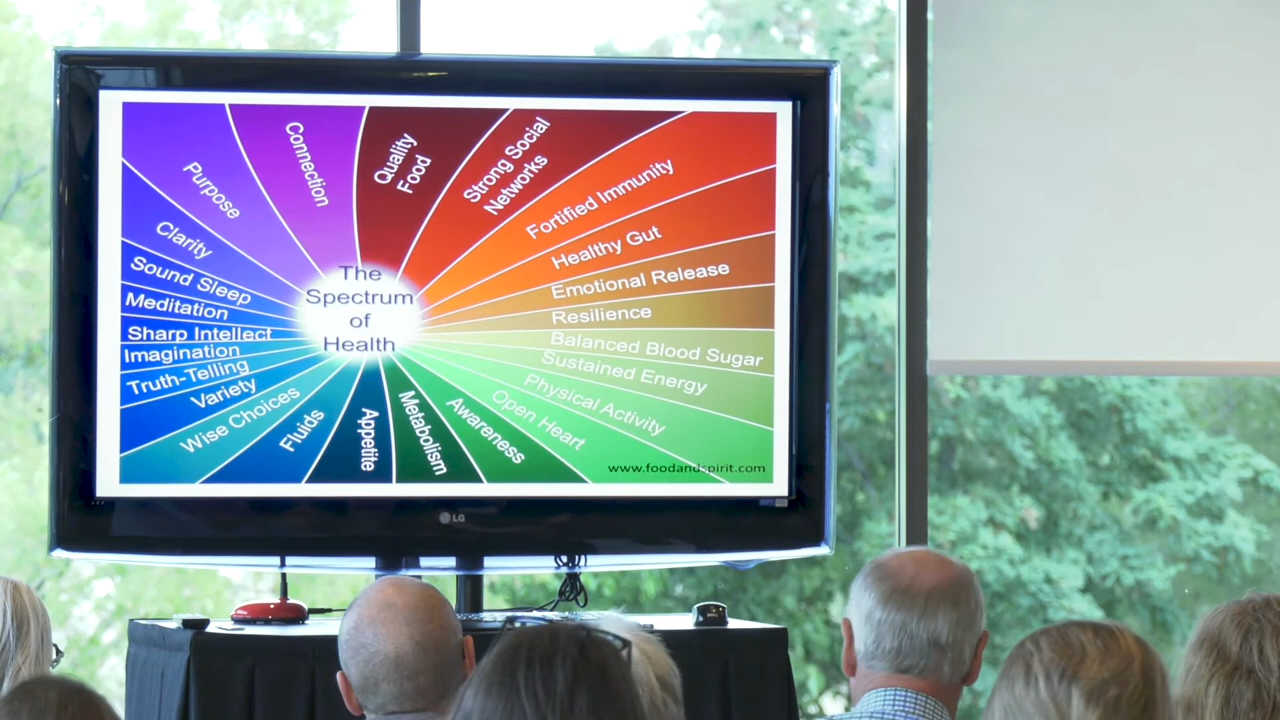 The
Spectrum
of
Health
Quality
Food
Strong Social
Networks
Fortified Immunity
Healthy Gut
Emotional Release
Resilience
Balanced Blood Sugar
Sustained Energy
Physical Activity
Open Heart
Awareness
Metabolism
Appetite
Fluids
Wise Choices
Variety
Truth-Telling
Imagination
Sharp Intellect
Meditation
Sound Sleep
Clarity
Purpose
Connection
www.foodandspirit.com
LG